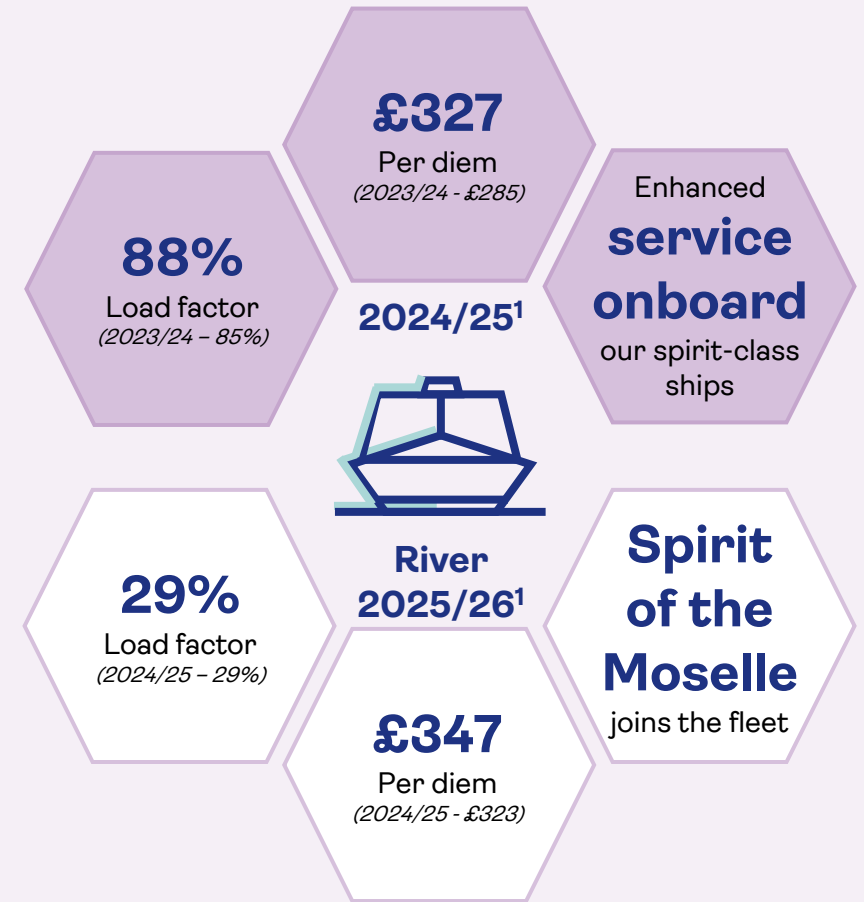 £327
Per diem
(2023/24 - £285)
88%
Load factor
(2023/24 – 85%)
Enhanced
service
onboard
our spirit-class
ships
2024/25¹
River
2025/26¹
29%
Load factor
(2024/25 – 29%)
Spirit
of the
Moselle
joins the fleet
£347
Per diem
(2024/25 - £323)